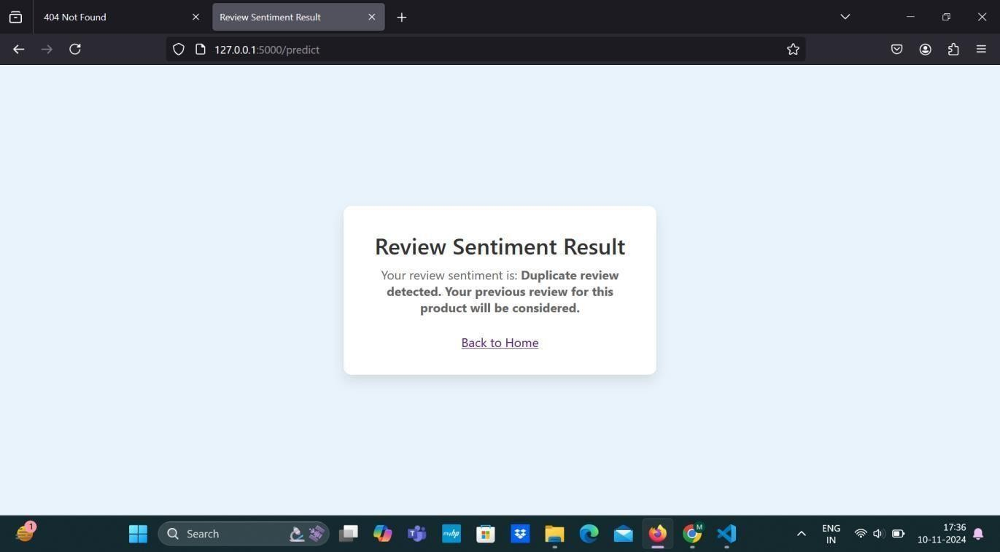 404 Not Found
Review Sentiment Result
127.0.0.1:5000/predict
Review Sentiment Result
Your review sentiment is: Duplicate review
detected. Your previous review for this
product will be considered.
Back to Home
1
Search
myhp
M
ENG
IN
17:36
10-11-2024